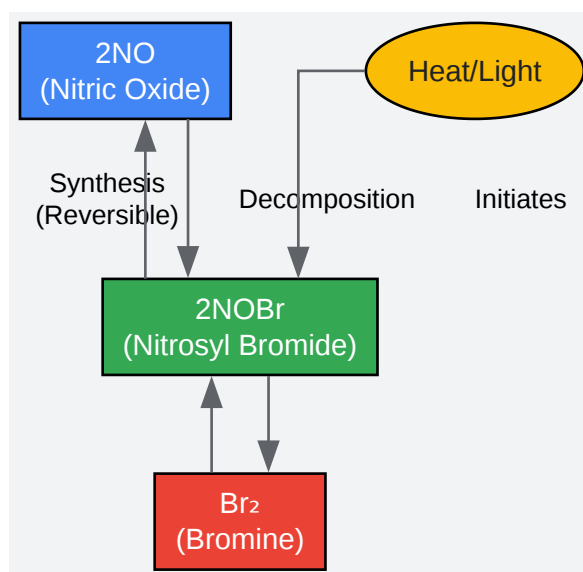 2NO
(Nitric Oxide)
Heat/Light
Synthesis
(Reversible)
Decomposition
Initiates
2NOBr
(Nitrosyl Bromide)
Br₂
(Bromine)